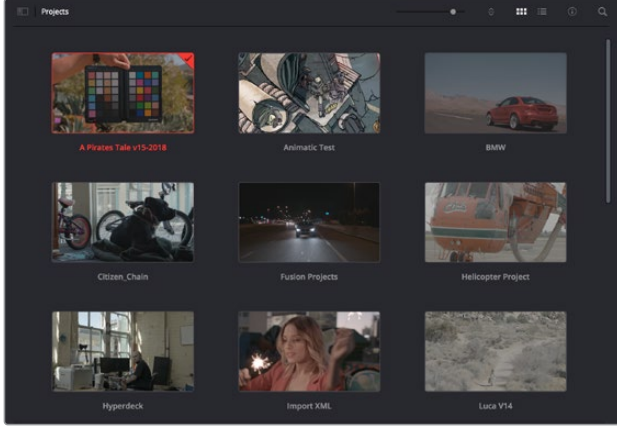 Projects
A Pirates Tale v15-2018
Animatic Test
BMW
Citizen_Chain
Fusion Projects
Helicopter Project
Hyperdeck
Import XML
Luca V14